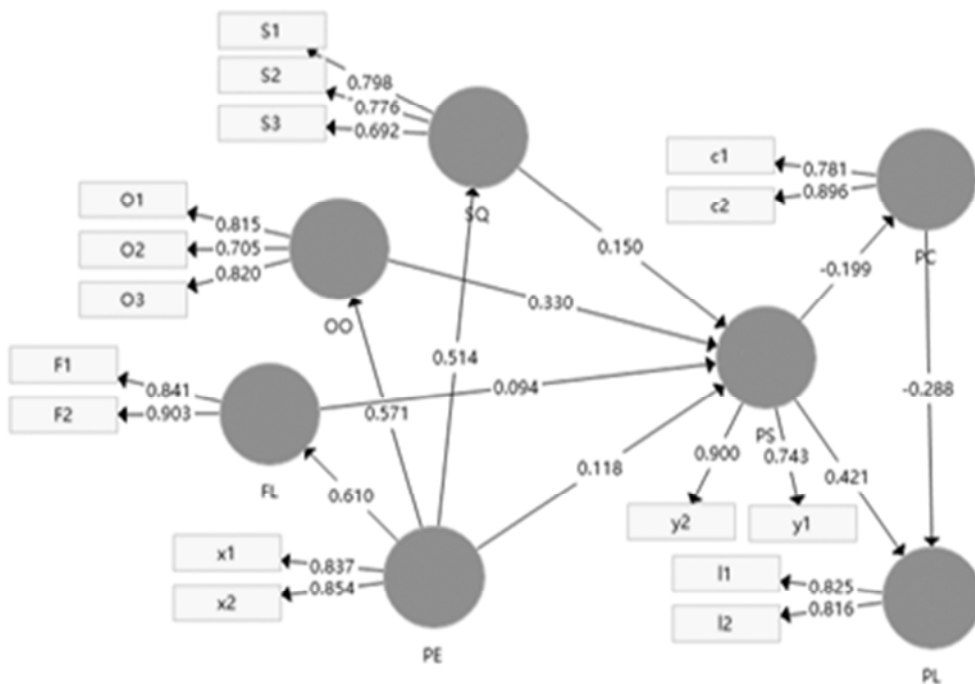 S1
0.798
S2
0.776
S3
0.692
SQ
c1
0.781
c2
0.896
PC
O1
0.815
O2
0.705
O3
0.820
OO
0.150
-0.199
0.330
F1
0.841
F2
0.903
FL
0.514
0.094
0.571
PS
-0.288
0.610
0.118
0.900
0.743
0.421
y2
y1
x1
0.837
x2
0.854
PE
l1
0.825
l2
0.816
PL